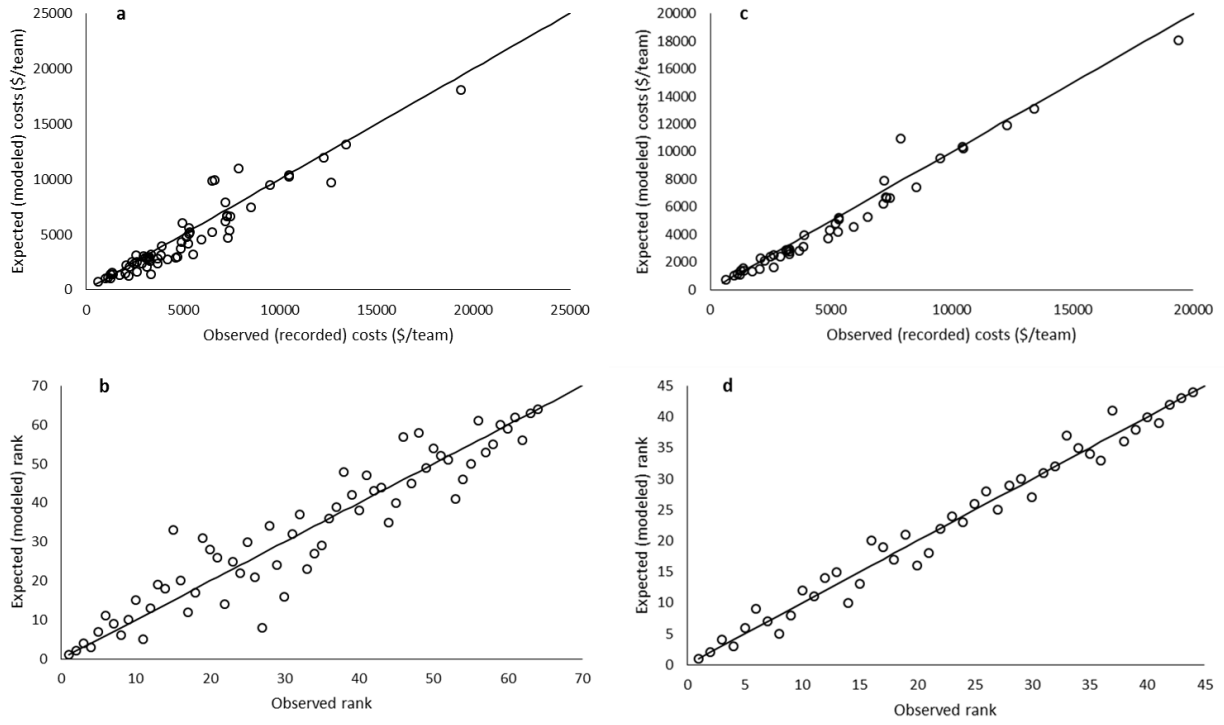 a
25000
20000
15000
10000
5000
0
Expected (modeled) costs ($/team)
0 5000 10000 15000 20000 25000
Observed (recorded) costs ($/team)
c
20000
18000
16000
14000
12000
10000
8000
6000
4000
2000
0
Expected (modeled) costs ($/team)
0 5000 10000 15000 20000
Observed (recorded) costs ($/team)
b
70
60
50
40
30
20
10
0
Expected (modeled) rank
0 10 20 30 40 50 60 70
Observed rank
d
45
40
35
30
25
20
15
10
5
0
Expected (modeled) rank
0 5 10 15 20 25 30 35 40 45
Observed rank